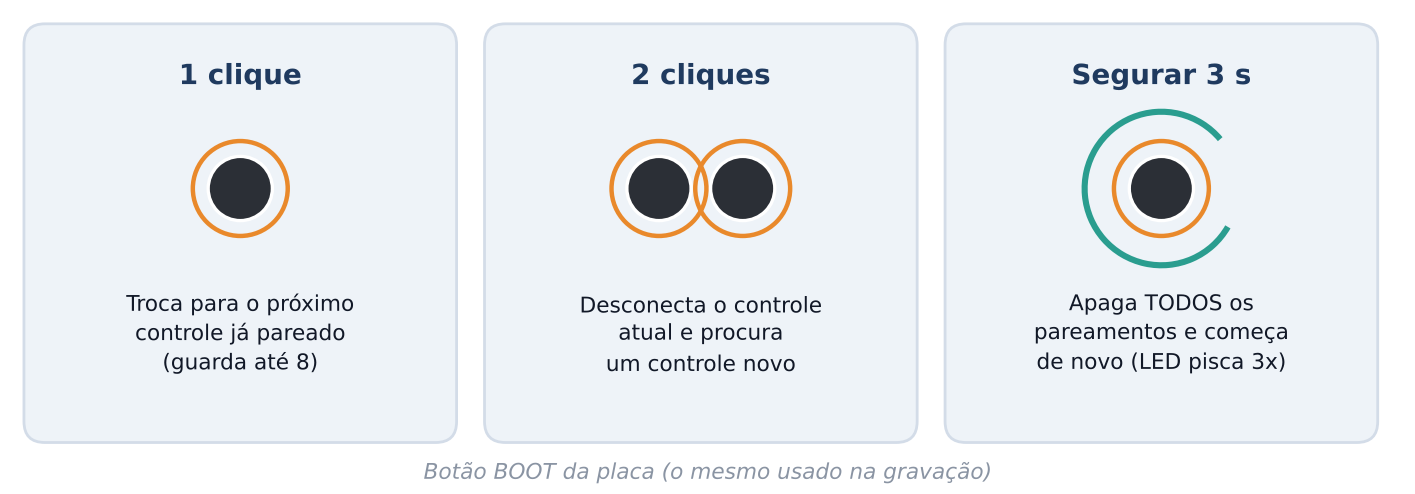 1 clique
Troca para o próximo
controle já pareado
(guarda até 8)
2 cliques
Desconecta o controle
atual e procura
um controle novo
Segurar 3 s
Apaga TODOS os
pareamentos e começa
de novo (LED pisca 3x)
Botão BOOT da placa (o mesmo usado na gravação)